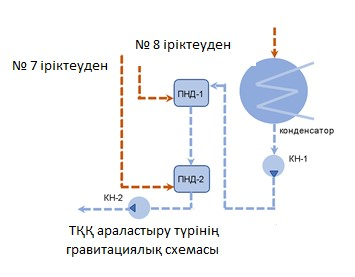 № 8 іріктеуден
№ 7 іріктеуден
ПНД-1
конденсатор
КН-1
ПНД-2
КН-2
ТҚҚ араластыру түрінің
гравитациялық схемасы